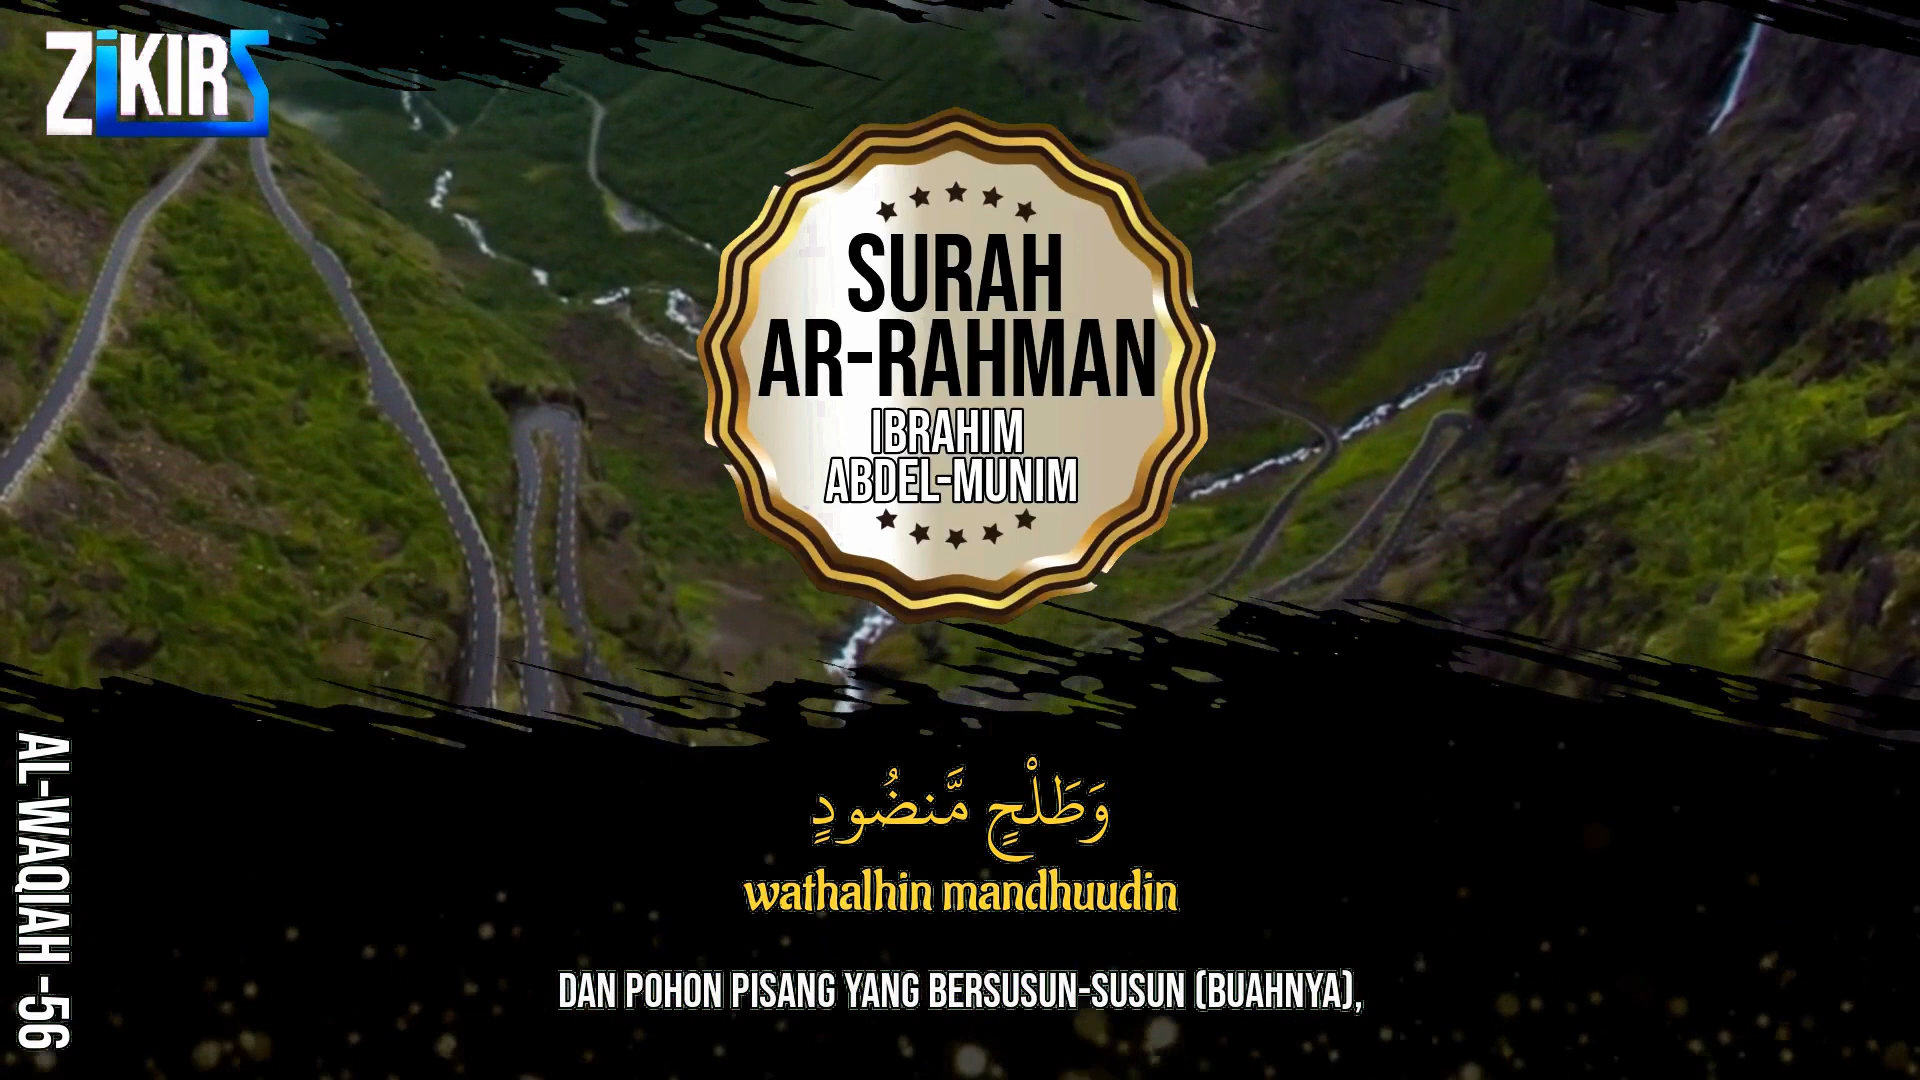 ZIKIRS
SURAH
AR-RAHMAN
IBRAHIM
ABDEL-MUNIM
AL-WAQIAH -56
وَطَلْحٍ مَّنضُودٍ
wathalhin mandhuudin
DAN POHON PISANG YANG BERSUSUN-SUSUN (BUAHNYA),